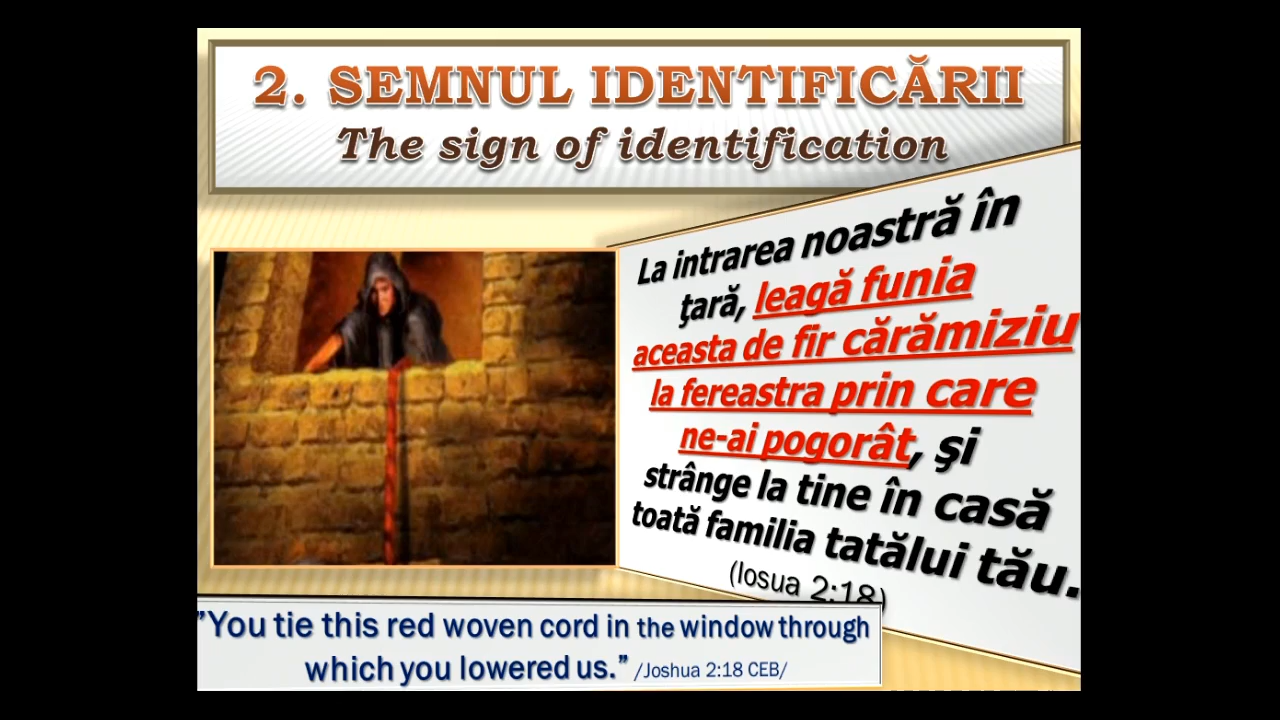 2. SEMNUL IDENTIFICĂRII
The sign of identification
La intrarea noastră în
ţară, leagă funia
aceasta de fir cărămiziu
la fereastra prin care
ne-ai pogorât, şi
strânge la tine în casă
toată familia tatălui tău.
(Iosua 2:18)
”You tie this red woven cord in the window through
which you lowered us.” /Joshua 2:18 CEB/